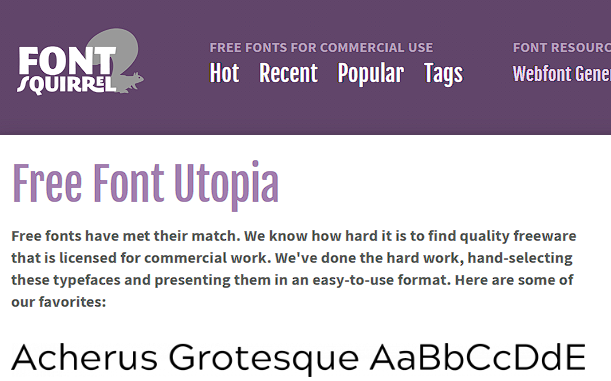 FONT
SQUIRREL
FREE FONTS FOR COMMERCIAL USE
Hot Recent Popular Tags
FONT
Webfont
Free Font Utopia
Free fonts have met their match. We know how hard it is to find quality freeware
that is licensed for commercial work. We've done the hard work, hand-selecting
these typefaces and presenting them in an easy-to-use format. Here are some of
our favorites:
Acherus Grotesque AaBbCcDdE